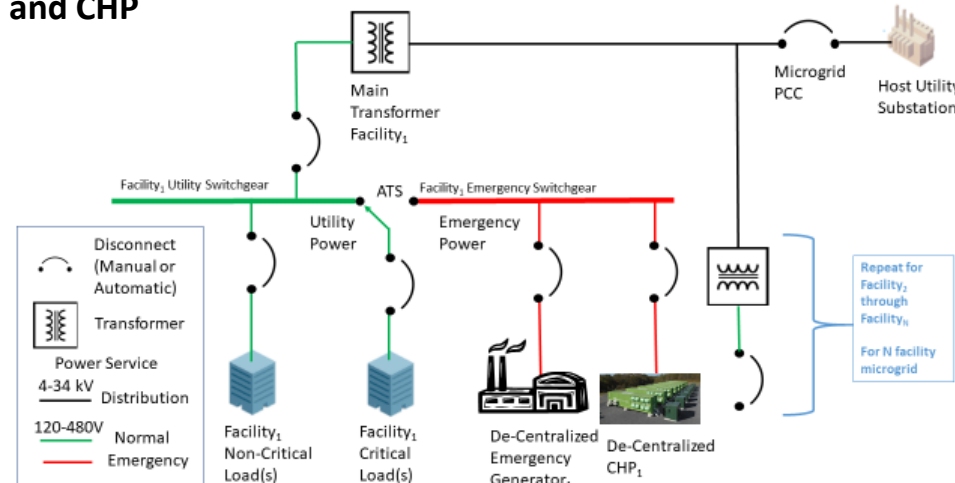 and CHP
Main
Transformer
Facility₁
Microgrid
PCC
Host Utility
Substation
Facility₁ Utility Switchgear
ATS
Facility₁ Emergency Switchgear
Utility
Power
Emergency
Power
Disconnect
(Manual or
Automatic)
Transformer
Power Service
4-34 kV
Distribution
120-480V
Normal
Emergency
Facility₁
Non-Critical
Load(s)
Facility₁
Critical
Load(s)
De-Centralized
Emergency
Generator₁
De-Centralized
CHP₁
Repeat for
Facility₂
through
Facility_N
For N facility
microgrid